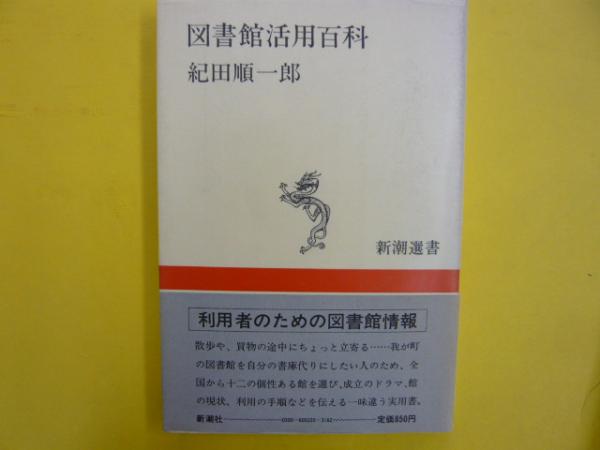 図書館活用百科
紀田順一郎
新潮選書
利用者のための図書館情報
散歩や、買物の途中にちょっと立寄る……我が町
の図書館を自分の書庫代りにしたい人のため、全
国から十二の個性ある館を選び、成立のドラマ、館
の現状、利用の手順などを伝える一味違う実用書。
新潮社
定価850円